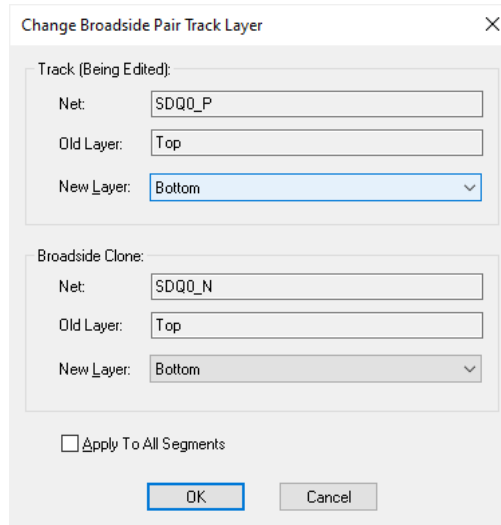 Change Broadside Pair Track Layer
Track (Being Edited):
Net: SDQ0_P
Old Layer: Top
New Layer: Bottom
Broadside Clone:
Net: SDQ0_N
Old Layer: Top
New Layer: Bottom
Apply To All Segments
OK Cancel